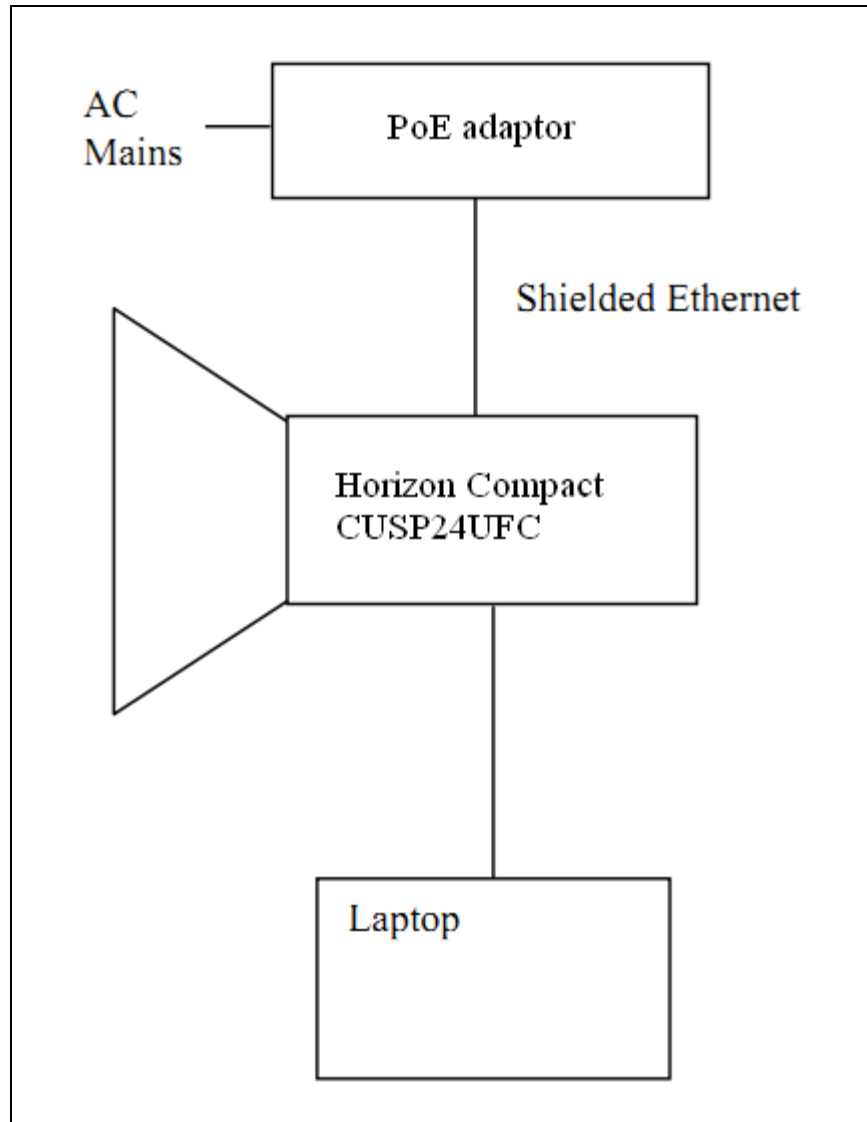 AC
Mains
PoE adaptor
Shielded Ethernet
Horizon Compact
CUSP24UFC
Laptop